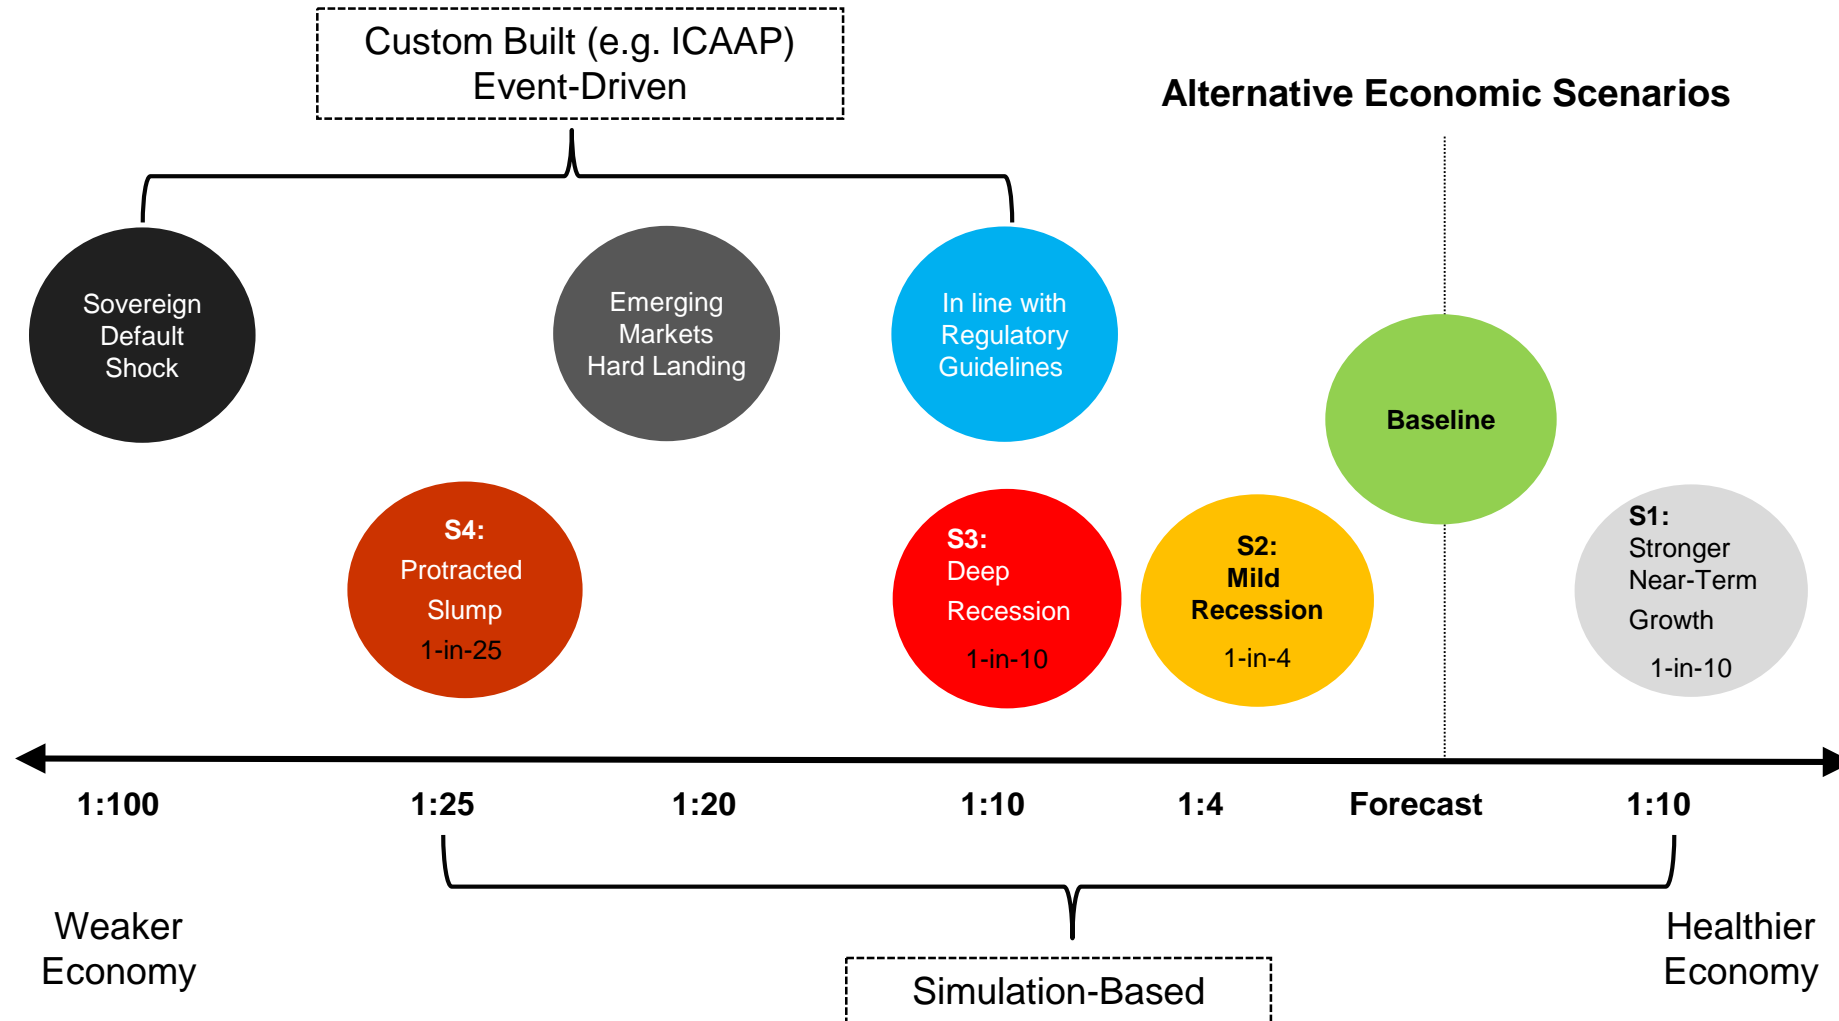 Custom Built (e.g. ICAAP)
Event-Driven
Alternative Economic Scenarios
Sovereign
Default
Shock
Emerging
Markets
Hard Landing
In line with
Regulatory
Guidelines
Baseline
S4:
Protracted
Slump
1-in-25
S3:
Deep
Recession
1-in-10
S2:
Mild
Recession
1-in-4
S1:
Stronger
Near-Term
Growth
1-in-10
1:100
1:25
1:20
1:10
1:4
Forecast
1:10
Weaker
Economy
Healthier
Economy
Simulation-Based